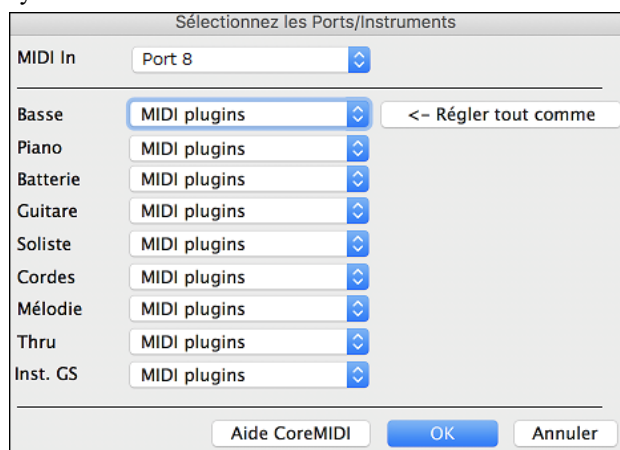 Sélectionnez les Ports/Instruments
MIDI In Port 8
Basse MIDI plugins <- Régler tout comme
Piano MIDI plugins
Batterie MIDI plugins
Guitare MIDI plugins
Soliste MIDI plugins
Cordes MIDI plugins
Mélodie MIDI plugins
Thru MIDI plugins
Inst. GS MIDI plugins
Aide CoreMIDI OK Annuler